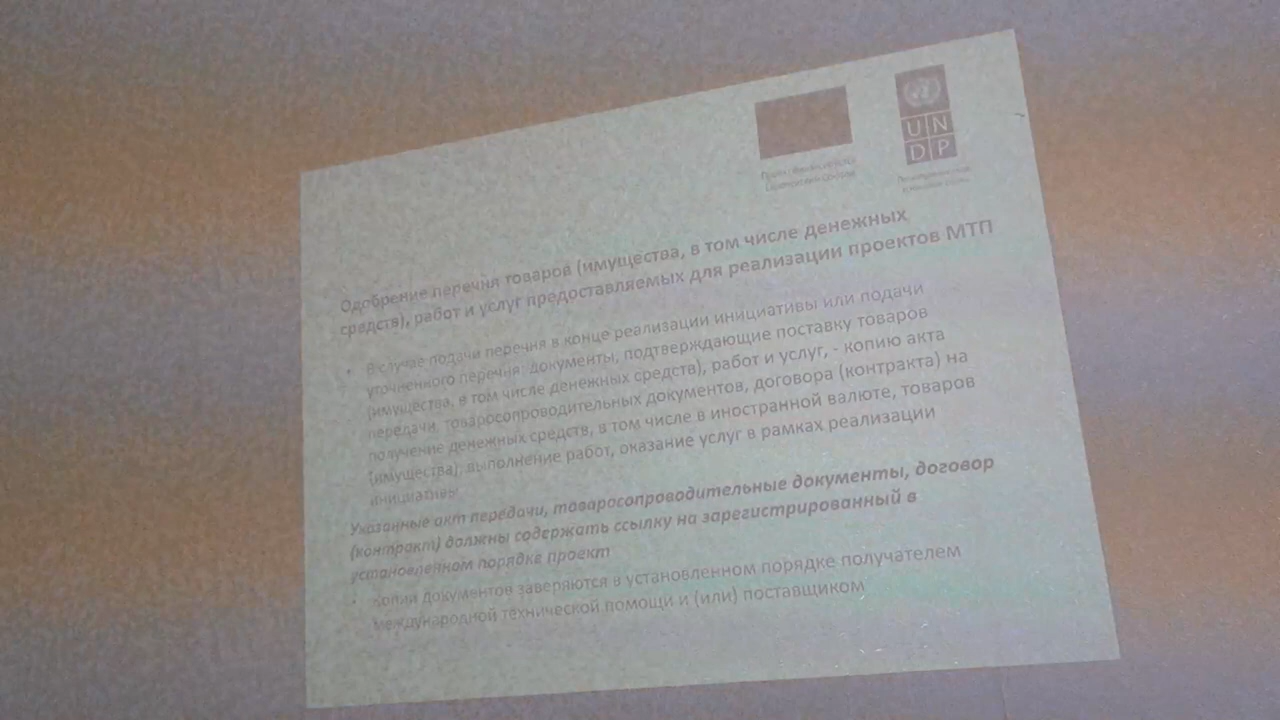 UN
DP
Одобрение перечня товаров (имущества, в том числе денежных
средств), работ и услуг предоставляемых для реализации проектов МТП
• В случае подачи перечня в конце реализации инициативы или подачи
уточненного перечня: документы, подтверждающие поставку товаров
(имущества, в том числе денежных средств), работ и услуг, - копию акта
передачи, товаросопроводительных документов, договора (контракта) на
получение денежных средств, в том числе в иностранной валюте, товаров
(имущества), выполнение работ, оказание услуг в рамках реализации
инициативы
Указанные акт передачи, товаросопроводительные документы, договор
(контракт) должны содержать ссылку на зарегистрированный в
установленном порядке проект
• Копии документов заверяются в установленном порядке получателем
международной технической помощи и (или) поставщиком